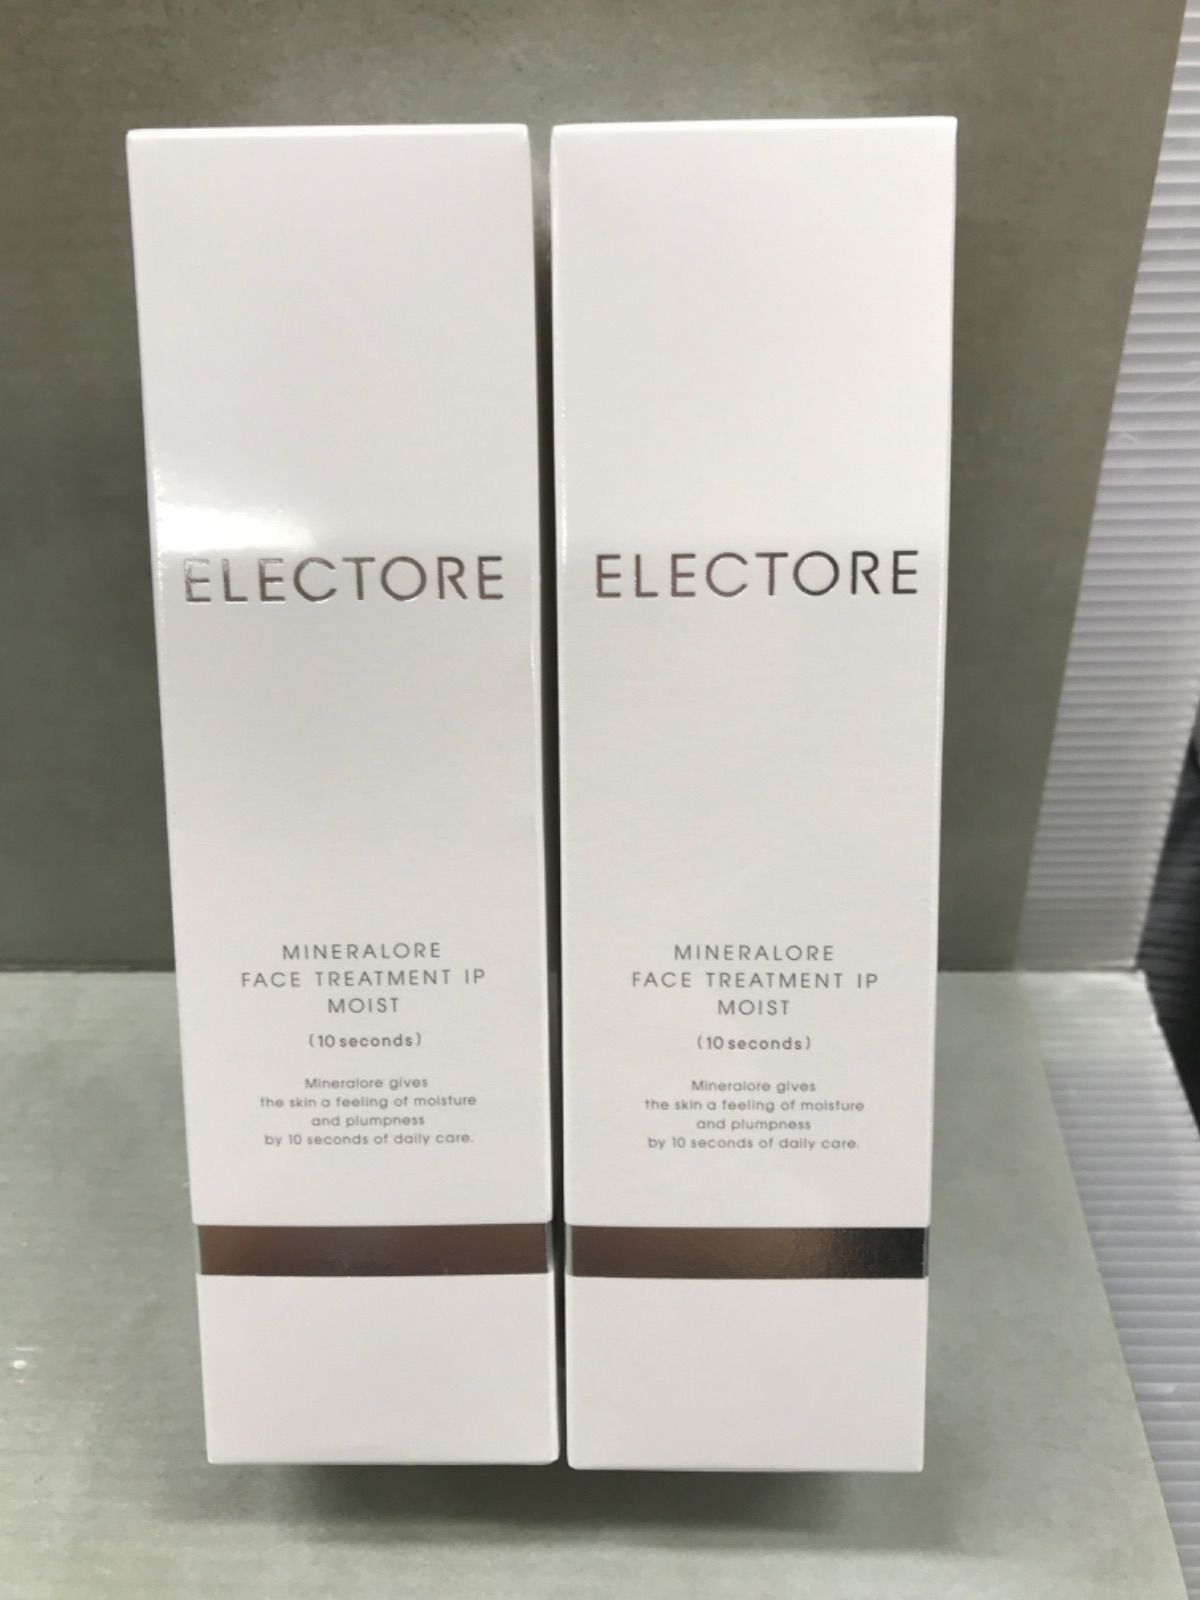 ELECTORE
MINERALORE
FACE TREATMENT IP
MOIST
(10 seconds)
Mineralore gives
the skin a feeling of moisture
and plumpness
by 10 seconds of daily care.
ELECTORE
MINERALORE
FACE TREATMENT IP
MOIST
(10 seconds)
Mineralore gives
the skin a feeling of moisture
and plumpness
by 10 seconds of daily care.